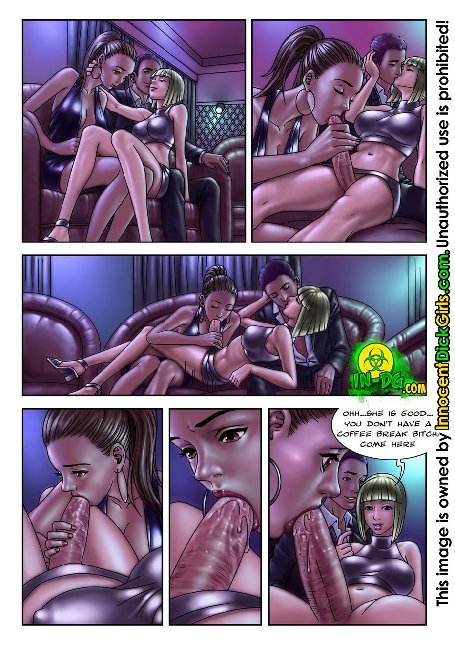 OHH...SHE IS GOOD...
YOU DON'T HAVE A
COFFEE BREAK BITCH,
COME HERE
IN-DG.COM
This image is owned by InnocentDickGirls.com. Unauthorized use is prohibited!